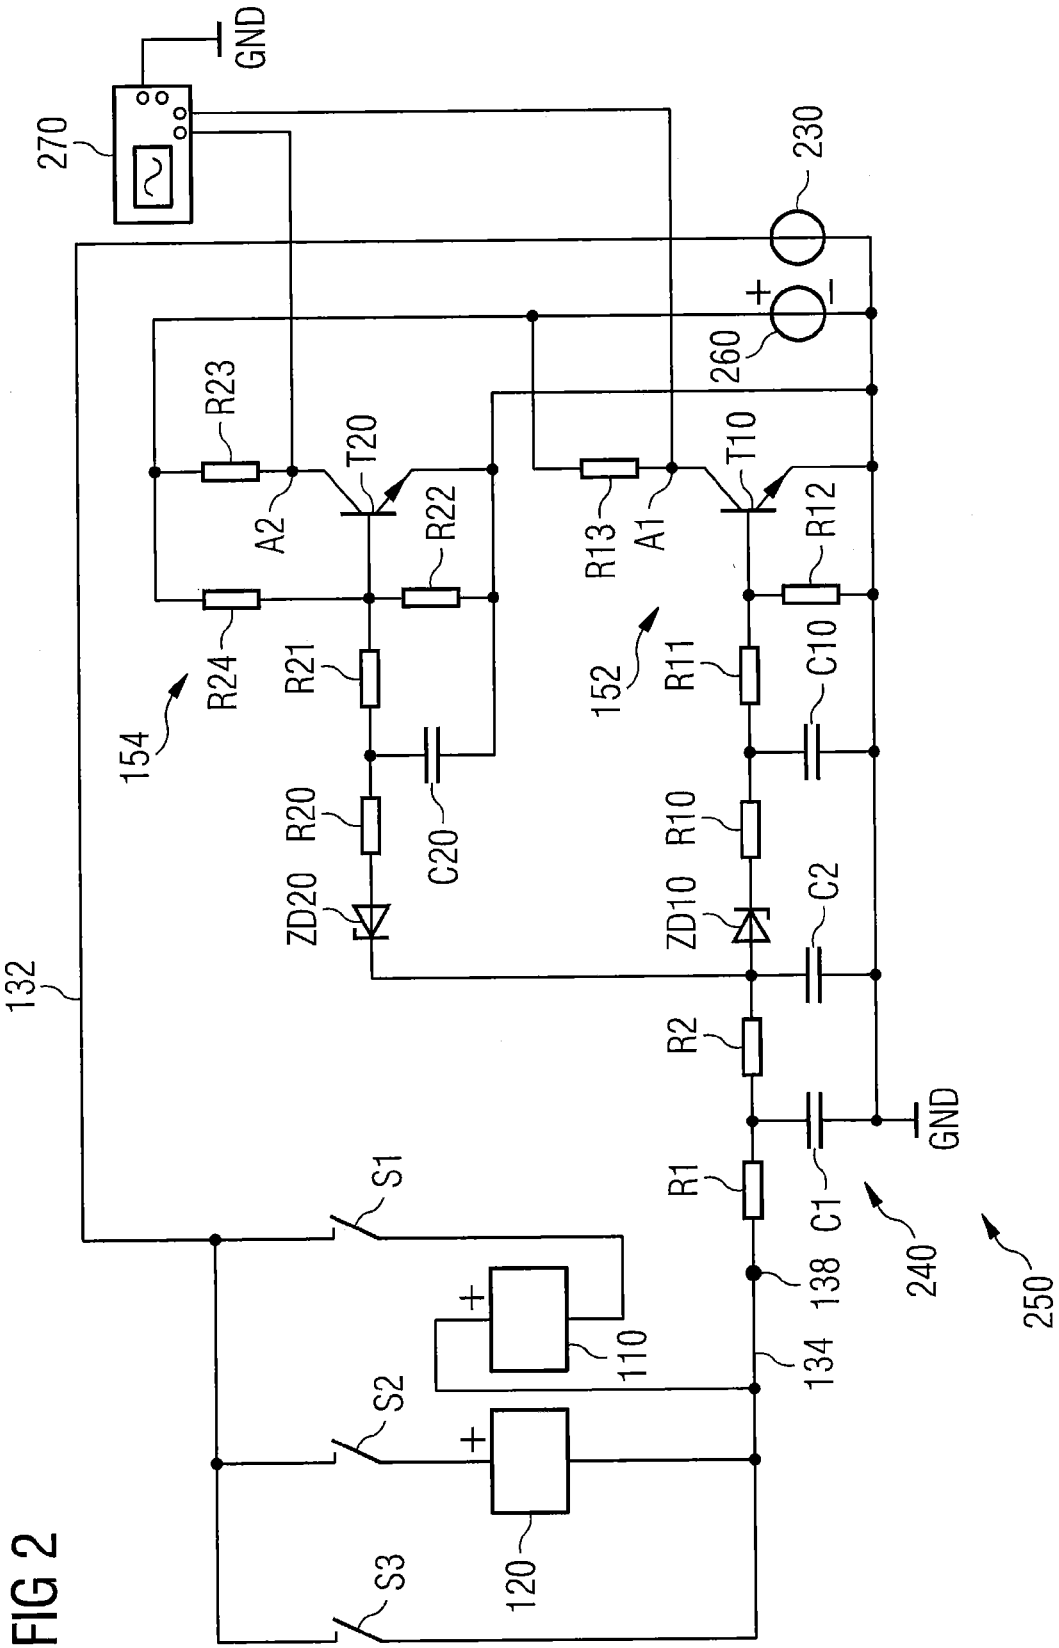 FIG 2
132
270
GND
154
R24
R23
A2
T20
R21
R22
ZD20
R20
C20
230
260
+
−
152
R13
A1
T10
R11
R12
R10
C10
ZD10
C2
R2
R1
C1
GND
S3
S2
S1
+
120
+
110
134
138
240
250